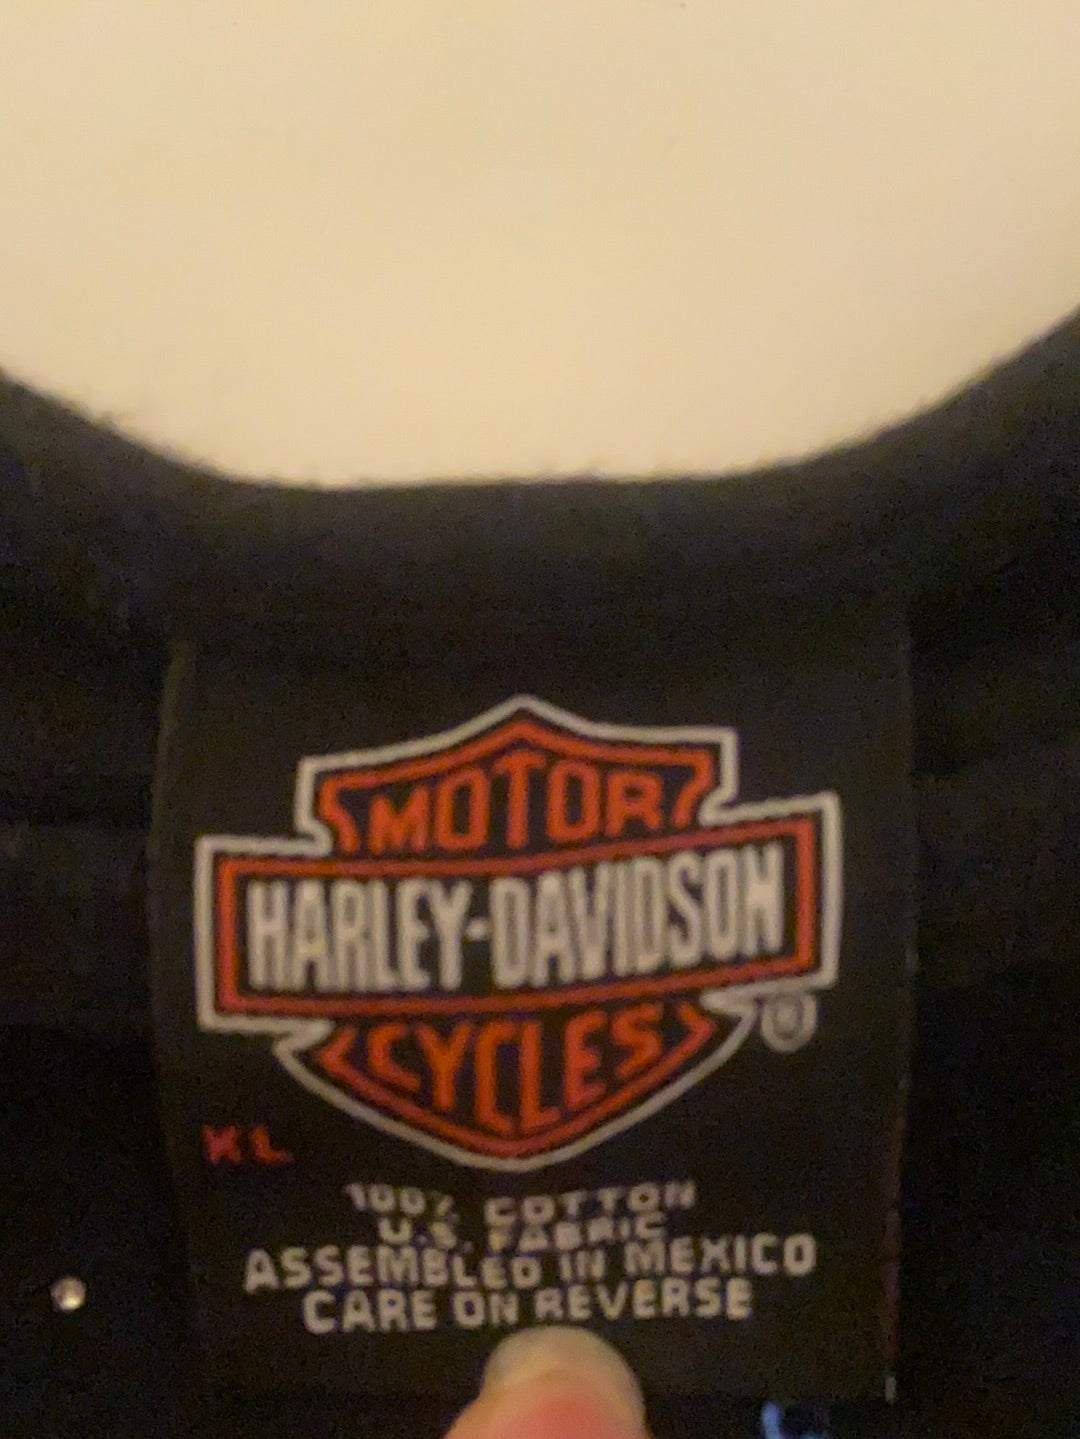 MOTOR
HARLEY-DAVIDSON
CYCLES
®
XL
100% COTTON
U.S. FABRIC
ASSEMBLED IN MEXICO
CARE ON REVERSE